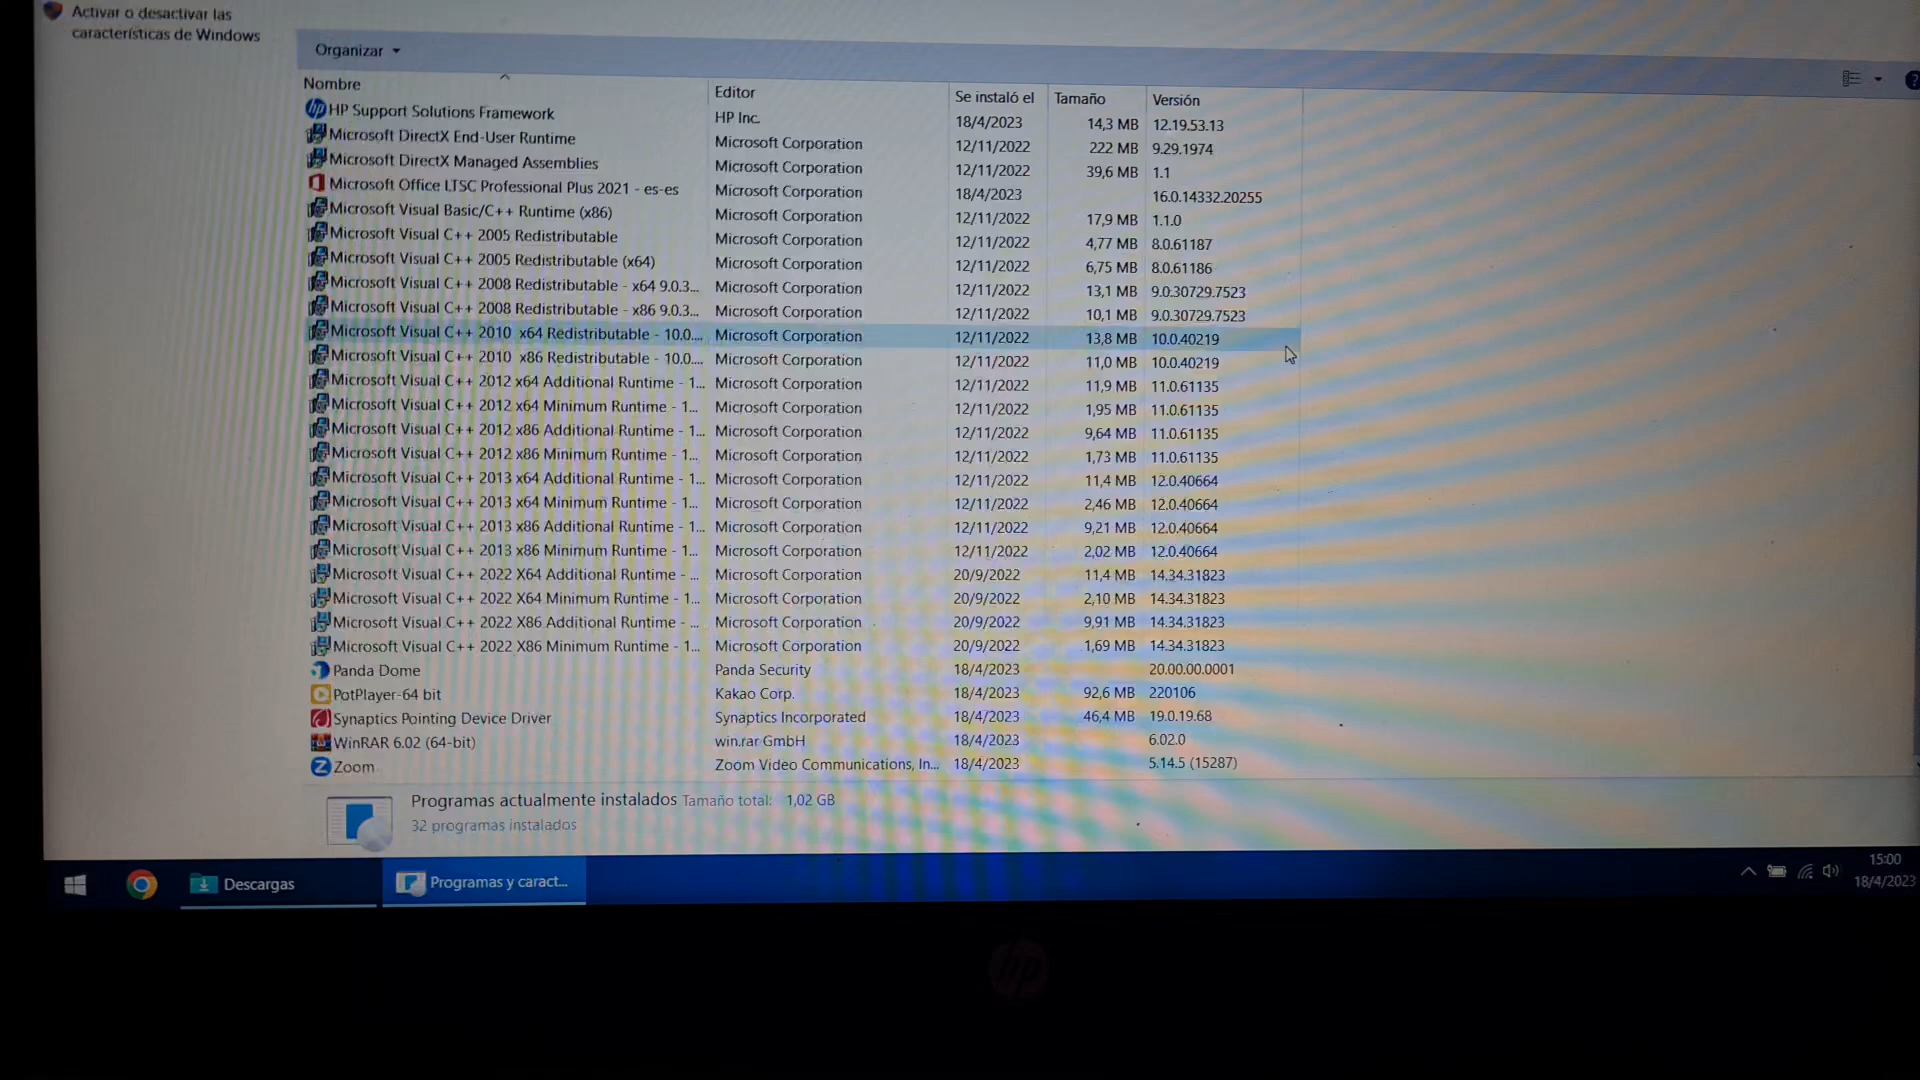 Activar o desactivar las
características de Windows
Organizar
Nombre Editor Se instaló el Tamaño Versión
HP Support Solutions Framework HP Inc. 18/4/2023 14,3 MB 12.19.53.13
Microsoft DirectX End-User Runtime Microsoft Corporation 12/11/2022 222 MB 9.29.1974
Microsoft DirectX Managed Assemblies Microsoft Corporation 12/11/2022 39,6 MB 1.1
Microsoft Office LTSC Professional Plus 2021 - es-es Microsoft Corporation 18/4/2023 16.0.14332.20255
Microsoft Visual Basic/C++ Runtime (x86) Microsoft Corporation 12/11/2022 17,9 MB 1.1.0
Microsoft Visual C++ 2005 Redistributable Microsoft Corporation 12/11/2022 4,77 MB 8.0.61187
Microsoft Visual C++ 2005 Redistributable (x64) Microsoft Corporation 12/11/2022 6,75 MB 8.0.61186
Microsoft Visual C++ 2008 Redistributable - x64 9.0.3... Microsoft Corporation 12/11/2022 13,1 MB 9.0.30729.7523
Microsoft Visual C++ 2008 Redistributable - x86 9.0.3... Microsoft Corporation 12/11/2022 10,1 MB 9.0.30729.7523
Microsoft Visual C++ 2010 x64 Redistributable - 10.0.... Microsoft Corporation 12/11/2022 13,8 MB 10.0.40219
Microsoft Visual C++ 2010 x86 Redistributable - 10.0.... Microsoft Corporation 12/11/2022 11,0 MB 10.0.40219
Microsoft Visual C++ 2012 x64 Additional Runtime - 1... Microsoft Corporation 12/11/2022 11,9 MB 11.0.61135
Microsoft Visual C++ 2012 x64 Minimum Runtime - 1... Microsoft Corporation 12/11/2022 1,95 MB 11.0.61135
Microsoft Visual C++ 2012 x86 Additional Runtime - 1... Microsoft Corporation 12/11/2022 9,64 MB 11.0.61135
Microsoft Visual C++ 2012 x86 Minimum Runtime - 1... Microsoft Corporation 12/11/2022 1,73 MB 11.0.61135
Microsoft Visual C++ 2013 x64 Additional Runtime - 1... Microsoft Corporation 12/11/2022 11,4 MB 12.0.40664
Microsoft Visual C++ 2013 x64 Minimum Runtime - 1... Microsoft Corporation 12/11/2022 2,46 MB 12.0.40664
Microsoft Visual C++ 2013 x86 Additional Runtime - 1... Microsoft Corporation 12/11/2022 9,21 MB 12.0.40664
Microsoft Visual C++ 2013 x86 Minimum Runtime - 1... Microsoft Corporation 12/11/2022 2,02 MB 12.0.40664
Microsoft Visual C++ 2022 X64 Additional Runtime - ... Microsoft Corporation 20/9/2022 11,4 MB 14.34.31823
Microsoft Visual C++ 2022 X64 Minimum Runtime - 1... Microsoft Corporation 20/9/2022 2,10 MB 14.34.31823
Microsoft Visual C++ 2022 X86 Additional Runtime - ... Microsoft Corporation 20/9/2022 9,91 MB 14.34.31823
Microsoft Visual C++ 2022 X86 Minimum Runtime - 1... Microsoft Corporation 20/9/2022 1,69 MB 14.34.31823
Panda Dome Panda Security 18/4/2023 20.00.00.0001
PotPlayer-64 bit Kakao Corp. 18/4/2023 92,6 MB 220106
Synaptics Pointing Device Driver Synaptics Incorporated 18/4/2023 46,4 MB 19.0.19.68
WinRAR 6.02 (64-bit) win.rar GmbH 18/4/2023 6.02.0
Zoom Zoom Video Communications, In... 18/4/2023 5.14.5 (15287)
Programas actualmente instalados Tamaño total: 1,02 GB
32 programas instalados
Descargas Programas y caract... 15:00
18/4/2023
hp